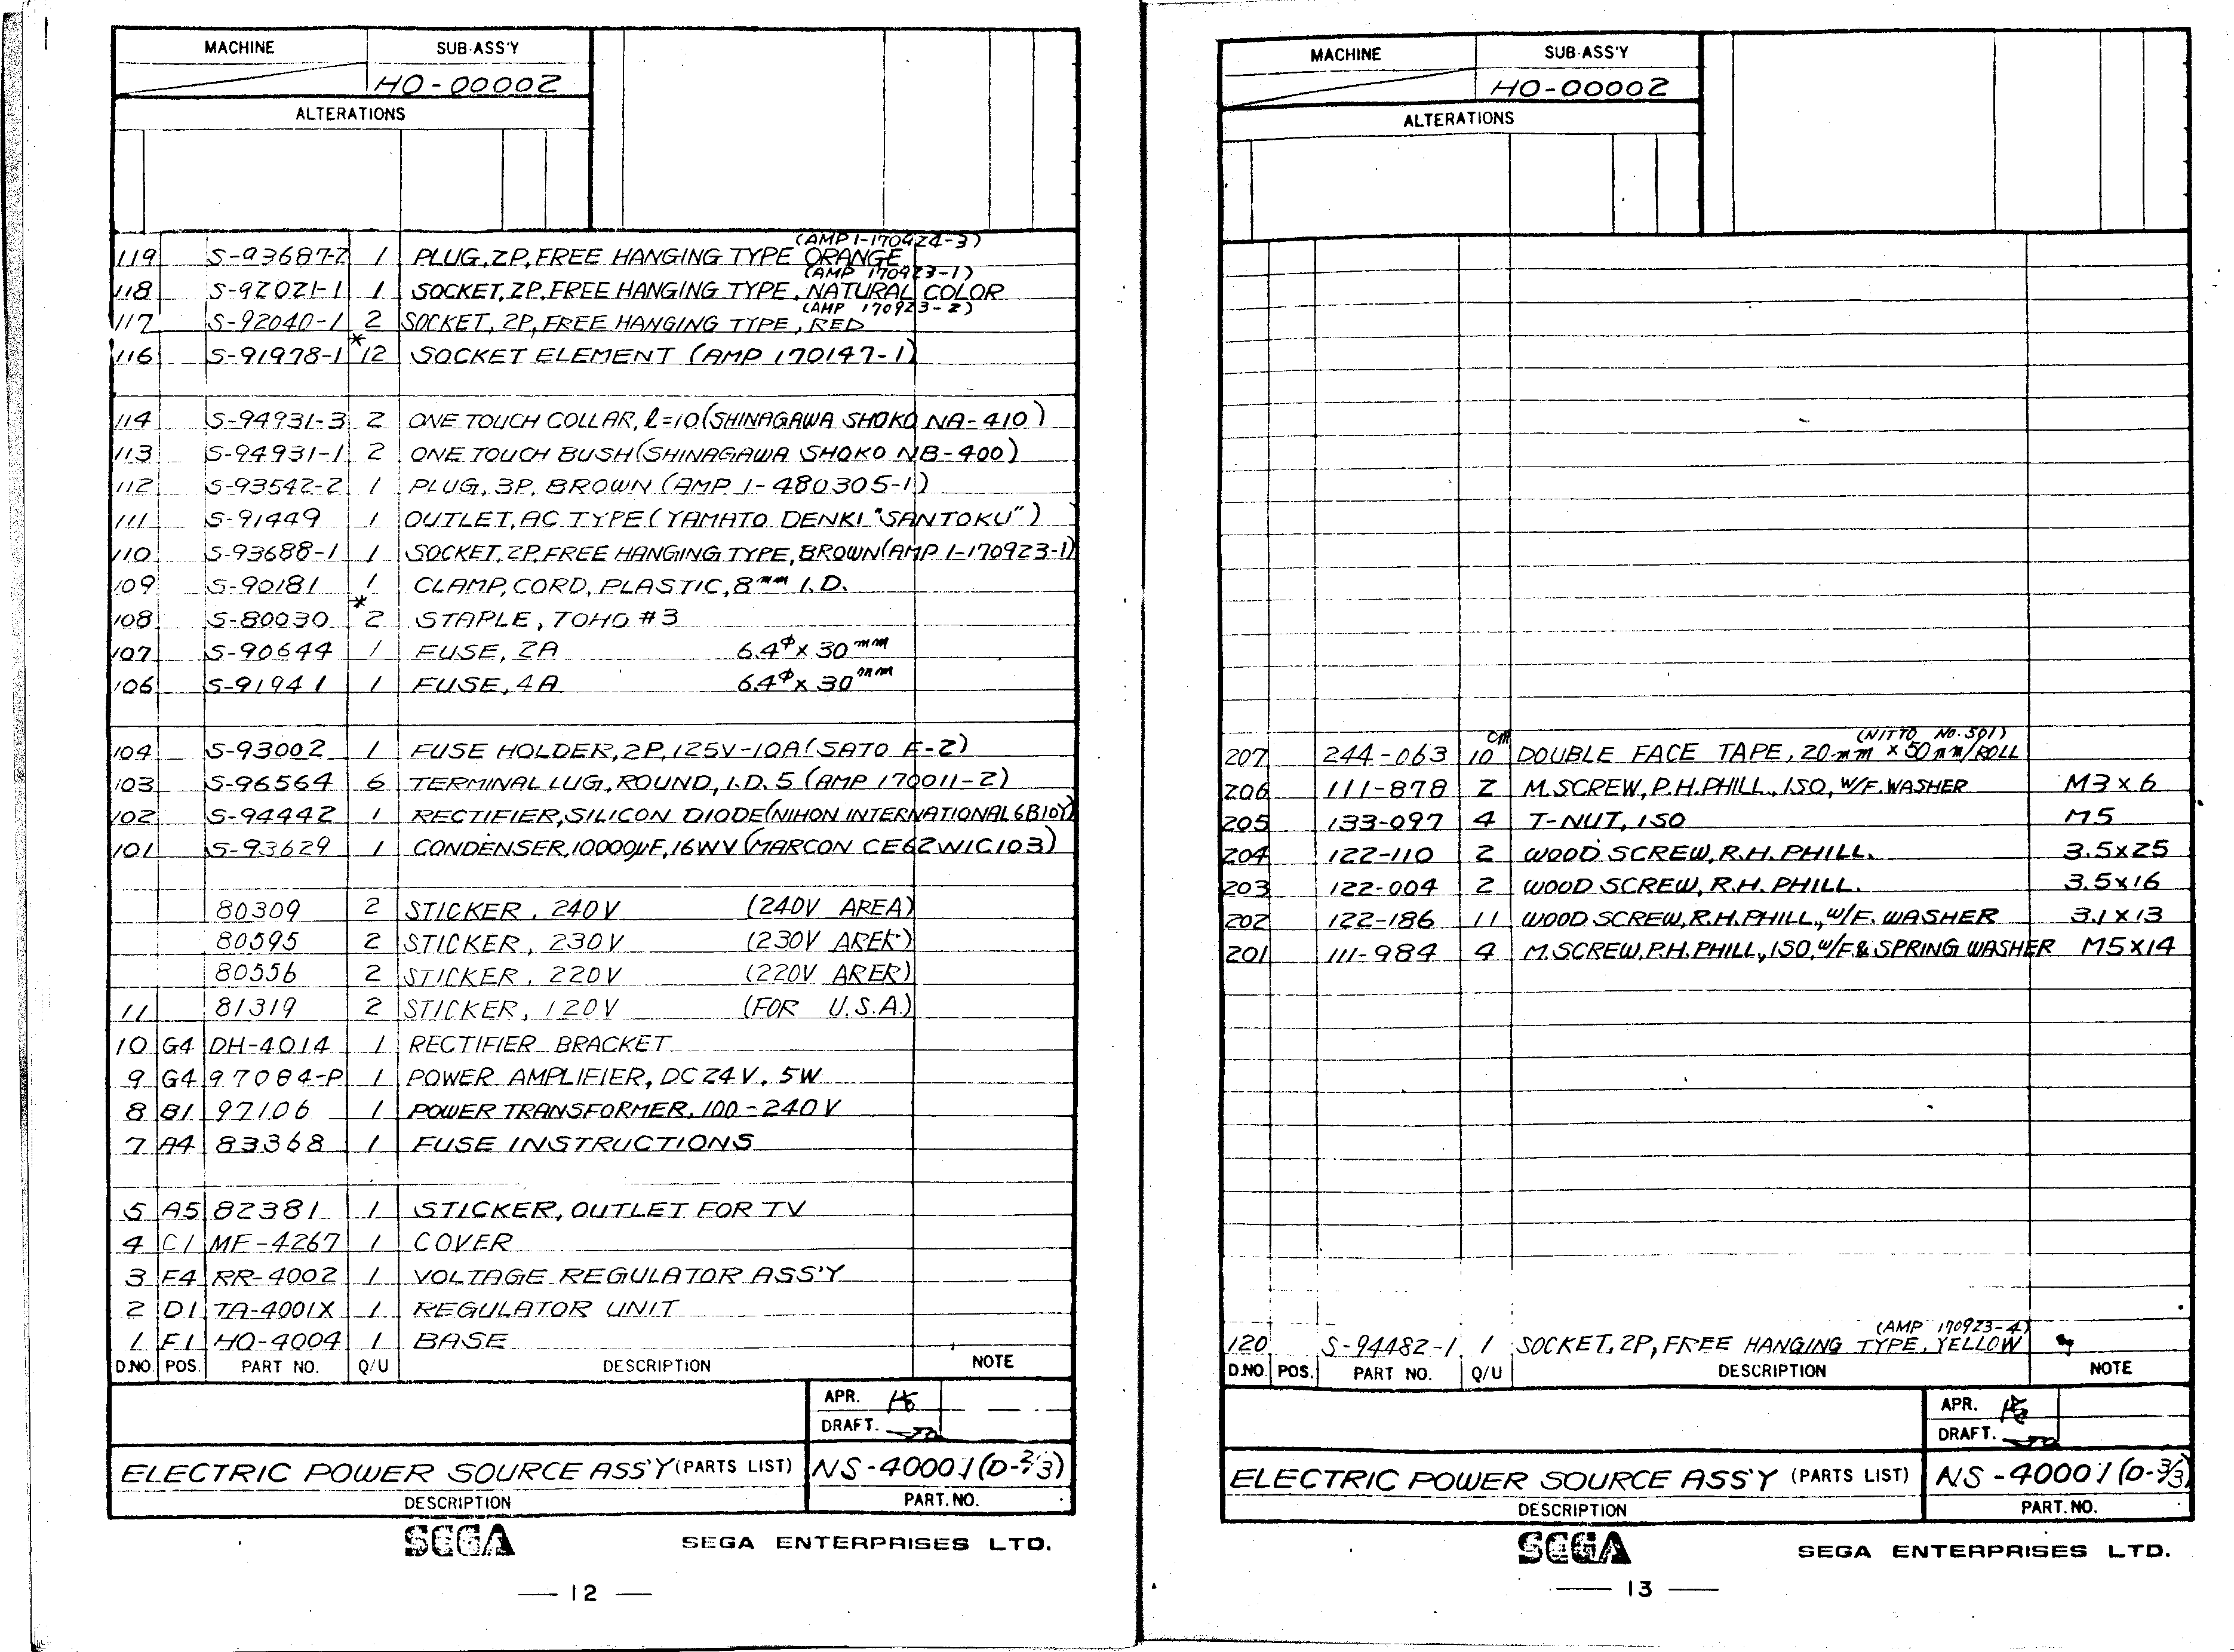 MACHINE SUB-ASS'Y
HO-00002
ALTERATIONS
(AMP 1-170924-3)
119 S-93687-2 1 PLUG, 2P, FREE HANGING TYPE ORANGE
(AMP 170923-1)
118 S-92021-1 1 SOCKET, 2P, FREE HANGING TYPE, NATURAL COLOR
(AMP 170923-2)
117 S-92040-1 2 SOCKET, 2P, FREE HANGING TYPE, RED
116 S-91978-1 *12 SOCKET ELEMENT (AMP 170147-1)
114 S-94931-3 2 ONE TOUCH COLLAR, ℓ=10 (SHINAGAWA SHOKO NA-410)
113 S-94931-1 2 ONE TOUCH BUSH (SHINAGAWA SHOKO NB-400)
112 S-93542-2 1 PLUG, 3P, BROWN (AMP 1-480305-1)
111 S-91449 1 OUTLET, AC TYPE (YAMATO DENKI "SANTOKU")
110 S-93688-1 1 SOCKET, 2P, FREE HANGING TYPE, BROWN (AMP 1-170923-1)
109 S-90181 1 CLAMP, CORD, PLASTIC, 8mm I.D.
108 S-80030 *2 STAPLE, TOHO #3
107 S-90644 1 FUSE, 2A 6.4φ x 30mm
106 S-91941 1 FUSE, 4A 6.4φ x 30mm
104 S-93002 1 FUSE HOLDER, 2P, 125V-10A (SATO F-2)
103 S-96564 6 TERMINAL LUG, ROUND, I.D. 5 (AMP 170011-2)
102 S-94442 1 RECTIFIER, SILICON DIODE (NIHON INTERNATIONAL 6B10Y)
101 S-93629 1 CONDENSER, 10000μF, 16WV (MARCON CE62W1C103)
80309 2 STICKER, 240V (240V AREA)
80595 2 STICKER, 230V (230V AREA)
80556 2 STICKER, 220V (220V AREA)
11 81319 2 STICKER, 120V (FOR U.S.A.)
10 G4 DH-4014 1 RECTIFIER BRACKET
9 G4 97084-P 1 POWER AMPLIFIER, DC 24V, 5W
8 B1 97106 1 POWER TRANSFORMER, 100-240V
7 A4 83368 1 FUSE INSTRUCTIONS
5 A5 82381 1 STICKER, OUTLET FOR TV
4 C1 MF-4267 1 COVER
3 F4 RR-4002 1 VOLTAGE REGULATOR ASS'Y
2 D1 TA-4001X 1 REGULATOR UNIT
1 F1 HO-4004 1 BASE
D.NO. POS. PART NO. Q/U DESCRIPTION NOTE
APR.
DRAFT.
ELECTRIC POWER SOURCE ASS'Y (PARTS LIST) NS-40001 (D-2/3)
DESCRIPTION PART. NO.
SEGA SEGA ENTERPRISES LTD.
— 12 —
MACHINE SUB-ASS'Y
HO-00002
ALTERATIONS
(NITTO NO. 501)
207 244-063 10cm DOUBLE FACE TAPE, 20mm x 50m/ROLL
206 111-878 2 M.SCREW, P.H. PHILL., ISO, W/F. WASHER M3x6
205 133-097 4 T-NUT, ISO M5
204 122-110 2 WOOD SCREW, R.H. PHILL. 3.5x25
203 122-004 2 WOOD SCREW, R.H. PHILL. 3.5x16
202 122-186 11 WOOD SCREW, R.H. PHILL., W/F. WASHER 3.1x13
201 111-984 4 M.SCREW, P.H. PHILL., ISO, W/F. & SPRING WASHER M5x14
(AMP 170923-4)
120 S-94482-1 1 SOCKET, 2P, FREE HANGING TYPE, YELLOW
D.NO. POS. PART NO. Q/U DESCRIPTION NOTE
APR.
DRAFT.
ELECTRIC POWER SOURCE ASS'Y (PARTS LIST) NS-40001 (D-3/3)
DESCRIPTION PART. NO.
SEGA SEGA ENTERPRISES LTD.
— 13 —